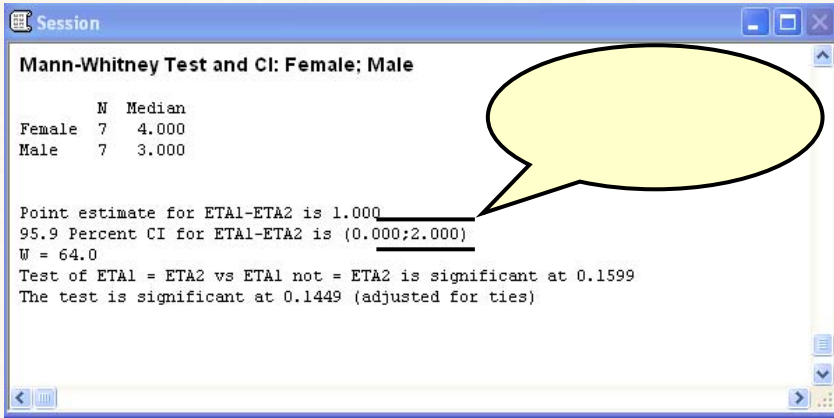 Session
Mann-Whitney Test and CI: Female; Male
N Median
Female 7 4.000
Male 7 3.000
Point estimate for ETA1-ETA2 is 1.000
95.9 Percent CI for ETA1-ETA2 is (0.000;2.000)
W = 64.0
Test of ETA1 = ETA2 vs ETA1 not = ETA2 is significant at 0.1599
The test is significant at 0.1449 (adjusted for ties)